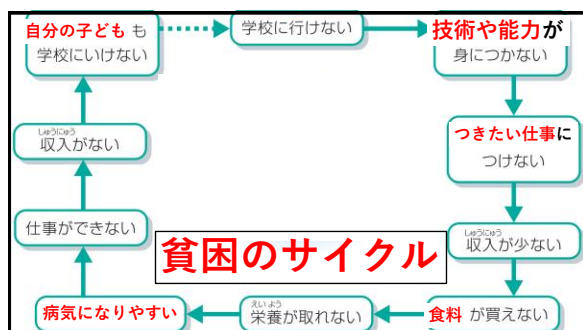 自分の子ども も
学校にいけない
学校に行けない
技術や能力が
身につかない
つきたい仕事に
つけない
しゅうにゅう
収入が少ない
食料 が買えない
えいよう
栄養が取れない
病気になりやすい
仕事ができない
しゅうにゅう
収入がない
貧困のサイクル